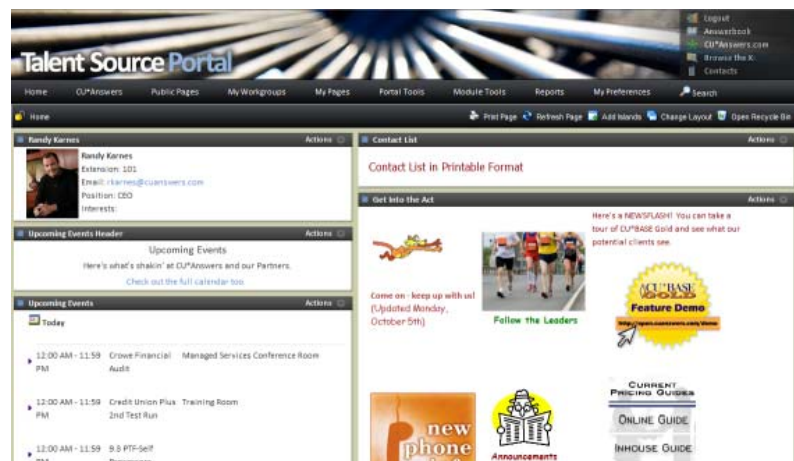 Logout
Answerbook
CU*Answers.com
Browse the K:
Contacts
Talent Source Portal
Home CU*Answers Public Pages My Workgroups My Pages Portal Tools Module Tools Reports My Preferences Search
Home Print Page Refresh Page Add Islands Change Layout Open Recycle Bin
Randy Karnes Actions
Randy Karnes
Extension: 101
Email: rkarnes@cuanswers.com
Position: CEO
Interests:
Upcoming Events Header Actions
Upcoming Events
Here's what's shakin' at CU*Answers and our Partners.
Check out the full calendar too
Upcoming Events Actions
Today
12:00 AM - 11:59 Crowe Financial Managed Services Conference Room
PM Audit
12:00 AM - 11:59 Credit Union Plus Training Room
PM 2nd Test Run
12:00 AM - 11:59 9.8 PTF-Self
PM
Contact List Actions
Contact List in Printable Format
Get Into the Act Actions
Come on - keep up with us!
(Updated Monday,
October 5th)
Follow the Leaders
Here's a NEWSFLASH! You can take a
tour of CU*BASE Gold and see what our
potential clients see.
CU*BASE
GOLD
Feature Demo
http://open.cuanswers.com/demo
new
phone
Announcements
CURRENT
PRICING GUIDES
ONLINE GUIDE
INHOUSE GUIDE